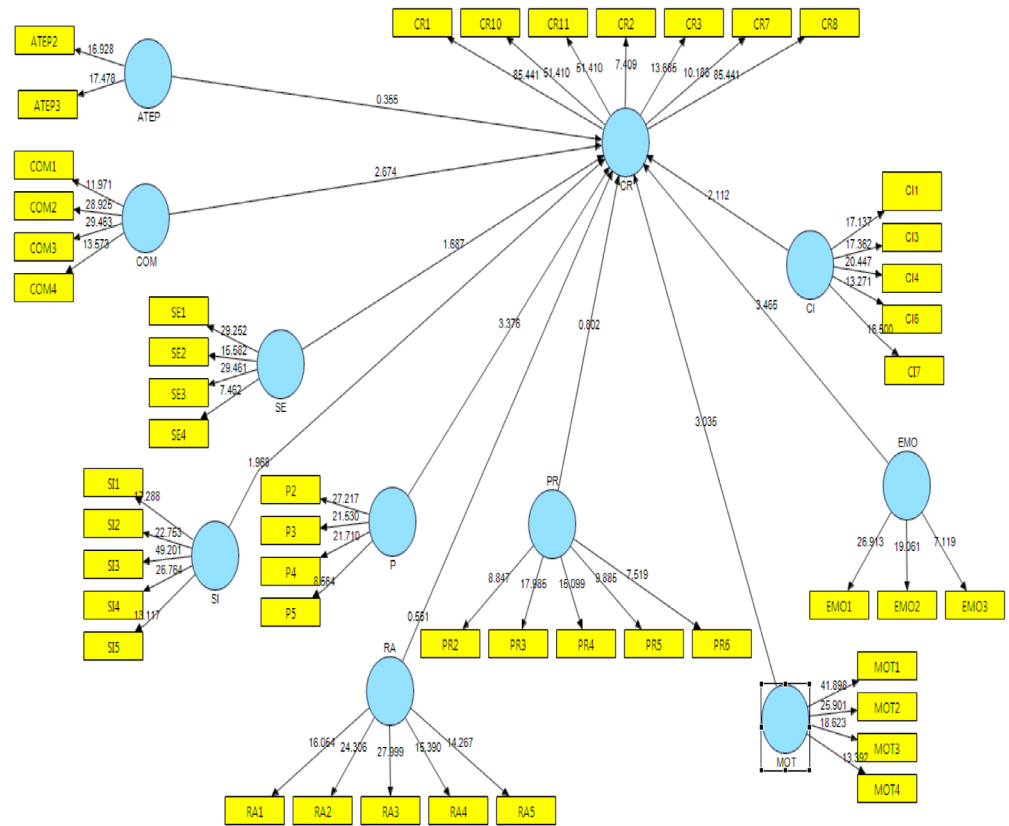 CR1 CR10 CR11 CR2 CR3 CR7 CR8
85.441 51.410 51.410 7.409 13.665 10.188 85.441
CR
ATEP2
ATEP3
16.928
17.478
ATEP
0.355
COM1
COM2
COM3
COM4
11.971
28.925
29.463
13.573
COM
2.674
SE1
SE2
SE3
SE4
29.252
15.682
29.461
7.462
SE
1.687
CI1
CI3
CI4
CI6
CI7
17.137
17.362
20.447
13.271
16.500
CI
2.112
SI1
SI2
SI3
SI4
SI5
17.288
22.753
49.201
26.764
13.117
SI
1.968
P2
P3
P4
P5
27.217
21.530
21.710
8.564
P
3.376
PR
8.847 17.985 15.099 9.885 7.519
PR2 PR3 PR4 PR5 PR6
0.802
EMO
26.913 19.061 7.119
EMO1 EMO2 EMO3
3.465
RA
16.054 24.306 27.999 15.390 14.267
RA1 RA2 RA3 RA4 RA5
0.551
MOT1
MOT2
MOT3
MOT4
41.898
25.901
18.623
13.392
MOT
3.035